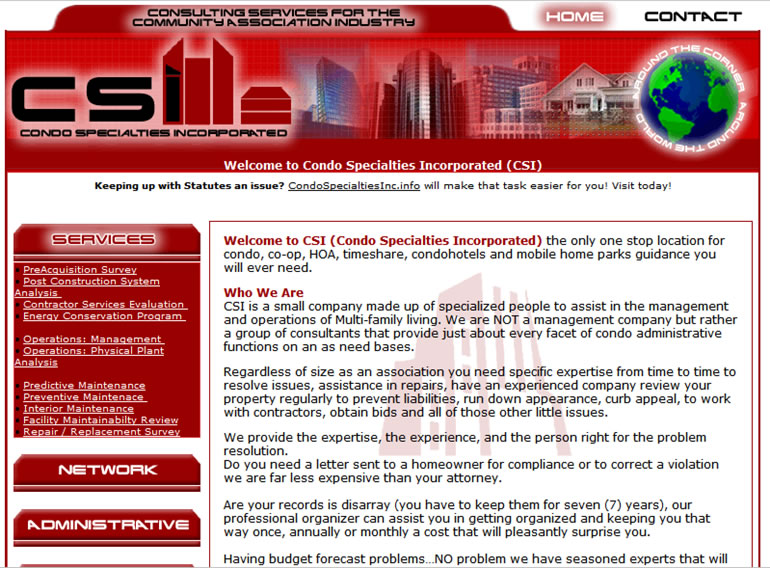 CONSULTING SERVICES FOR THE
COMMUNITY ASSOCIATION INDUSTRY
HOME
CONTACT
CSI
CONDO SPECIALTIES INCORPORATED
AROUND THE CORNER
AROUND THE WORLD
Welcome to Condo Specialties Incorporated (CSI)
Keeping up with Statutes an issue? CondoSpecialtiesInc.info will make that task easier for you! Visit today!
SERVICES
PreAcquisition Survey
Post Construction System
Analysis
Contractor Services Evaluation
Energy Conservation Program
Operations: Management
Operations: Physical Plant
Analysis
Predictive Maintenance
Preventive Maintenace
Interior Maintenance
Facility Maintainabilty Review
Repair / Replacement Survey
NETWORK
ADMINISTRATIVE
Welcome to CSI (Condo Specialties Incorporated) the only one stop location for
condo, co-op, HOA, timeshare, condohotels and mobile home parks guidance you
will ever need.
Who We Are
CSI is a small company made up of specialized people to assist in the management
and operations of Multi-family living. We are NOT a management company but rather
a group of consultants that provide just about every facet of condo administrative
functions on an as need bases.
Regardless of size as an association you need specific expertise from time to time to
resolve issues, assistance in repairs, have an experienced company review your
property regularly to prevent liabilities, run down appearance, curb appeal, to work
with contractors, obtain bids and all of those other little issues.
We provide the expertise, the experience, and the person right for the problem
resolution.
Do you need a letter sent to a homeowner for compliance or to correct a violation
we are far less expensive than your attorney.
Are your records is disarray (you have to keep them for seven (7) years), our
professional organizer can assist you in getting organized and keeping you that
way once, annually or monthly a cost that will pleasantly surprise you.
Having budget forecast problems...NO problem we have seasoned experts that will